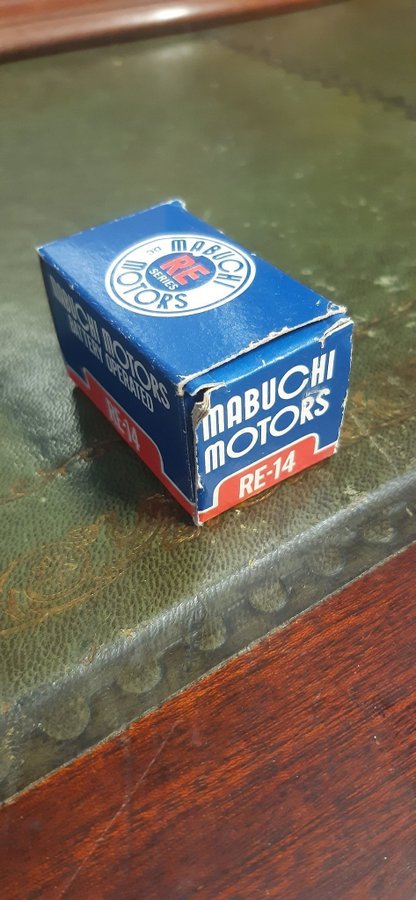 MABUCHI
RE
SERIES
MOTORS
MABUCHI MOTORS
BATTERY OPERATED
RE-14
MABUCHI
MOTORS
RE-14